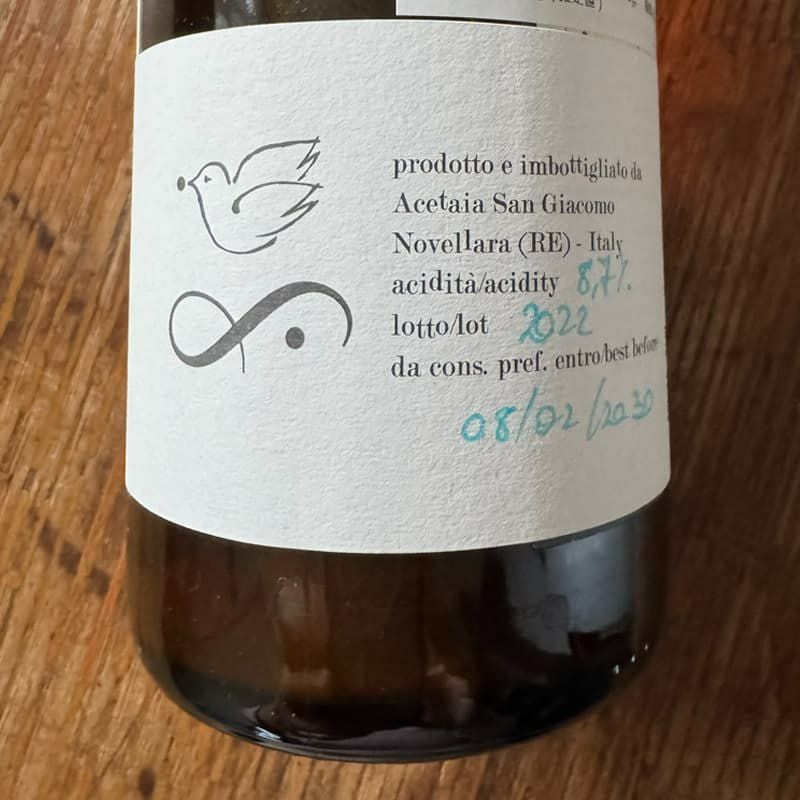 prodotto e imbottigliato da
Acetaia San Giacomo
Novellara (RE) - Italy
acidità/acidity 8,7%.
lotto/lot 2022
da cons. pref. entro/best before
08/02/2030